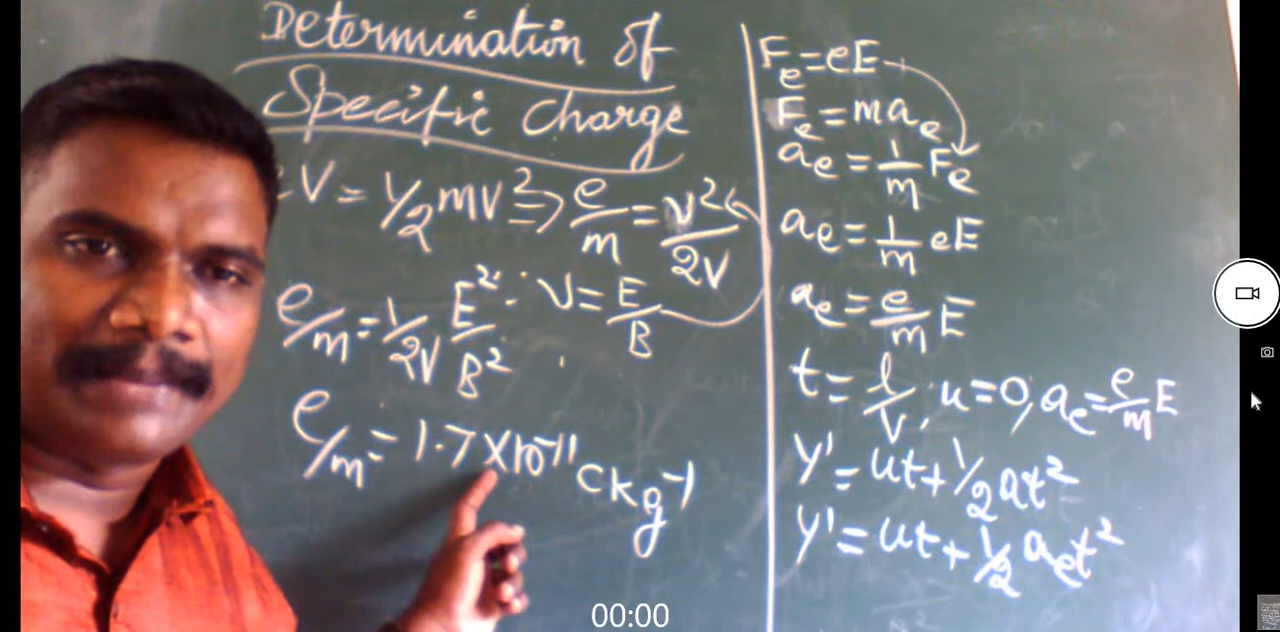 Determination of
Specific Charge
eV = 1/2 mv² ⇒ e/m = v²/2V
e/m = 1/2V E²/B² ∵ v = E/B
e/m = 1.7 × 10⁻¹¹ C kg⁻¹
Fₑ = eE
Fₑ = maₑ
aₑ = 1/m Fₑ
aₑ = 1/m eE
aₑ = e/m E
t = l/v, u = 0, aₑ = e/m E
y' = ut + 1/2 at²
y' = ut + 1/2 aₑt²
00:00